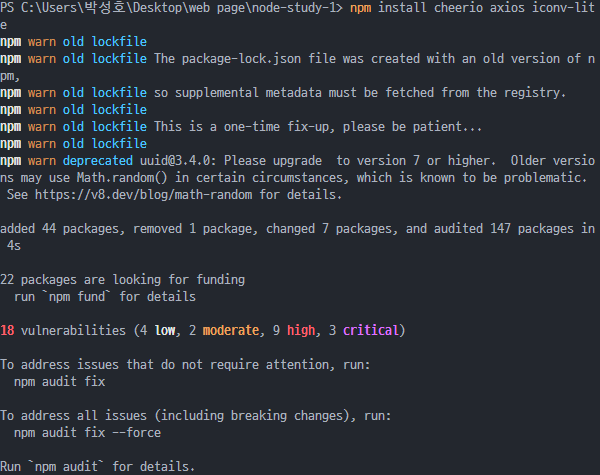 PS C:\Users\박성호\Desktop\web page\node-study-1> npm install cheerio axios iconv-lit
e
npm warn old lockfile
npm warn old lockfile The package-lock.json file was created with an old version of n
pm,
npm warn old lockfile so supplemental metadata must be fetched from the registry.
npm warn old lockfile
npm warn old lockfile This is a one-time fix-up, please be patient...
npm warn old lockfile
npm warn deprecated uuid@3.4.0: Please upgrade  to version 7 or higher.  Older versio
ns may use Math.random() in certain circumstances, which is known to be problematic.
 See https://v8.dev/blog/math-random for details.

added 44 packages, removed 1 package, changed 7 packages, and audited 147 packages in
 4s

22 packages are looking for funding
  run `npm fund` for details

18 vulnerabilities (4 low, 2 moderate, 9 high, 3 critical)

To address issues that do not require attention, run:
  npm audit fix

To address all issues (including breaking changes), run:
  npm audit fix --force

Run `npm audit` for details.